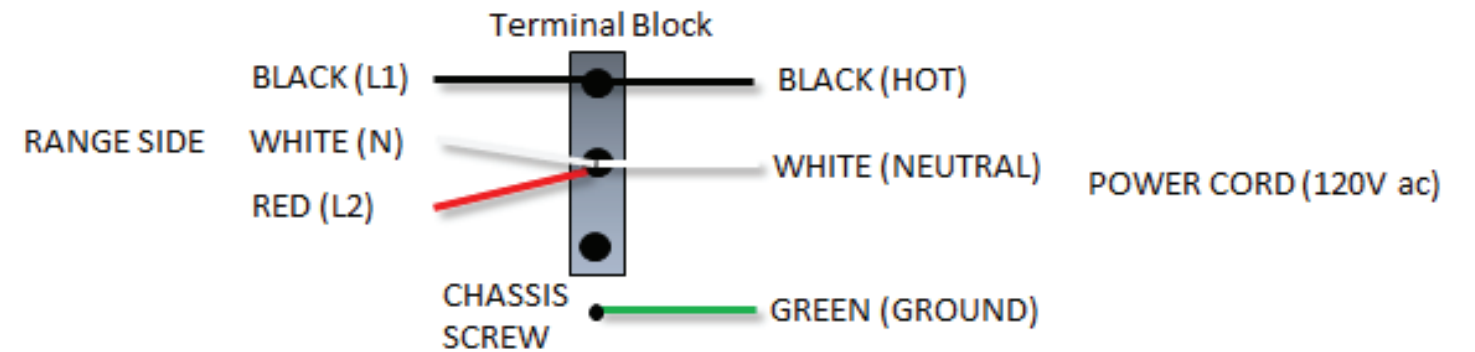 Terminal Block
BLACK (L1)
BLACK (HOT)
RANGE SIDE
WHITE (N)
WHITE (NEUTRAL)
POWER CORD (120V ac)
RED (L2)
CHASSIS
SCREW
GREEN (GROUND)